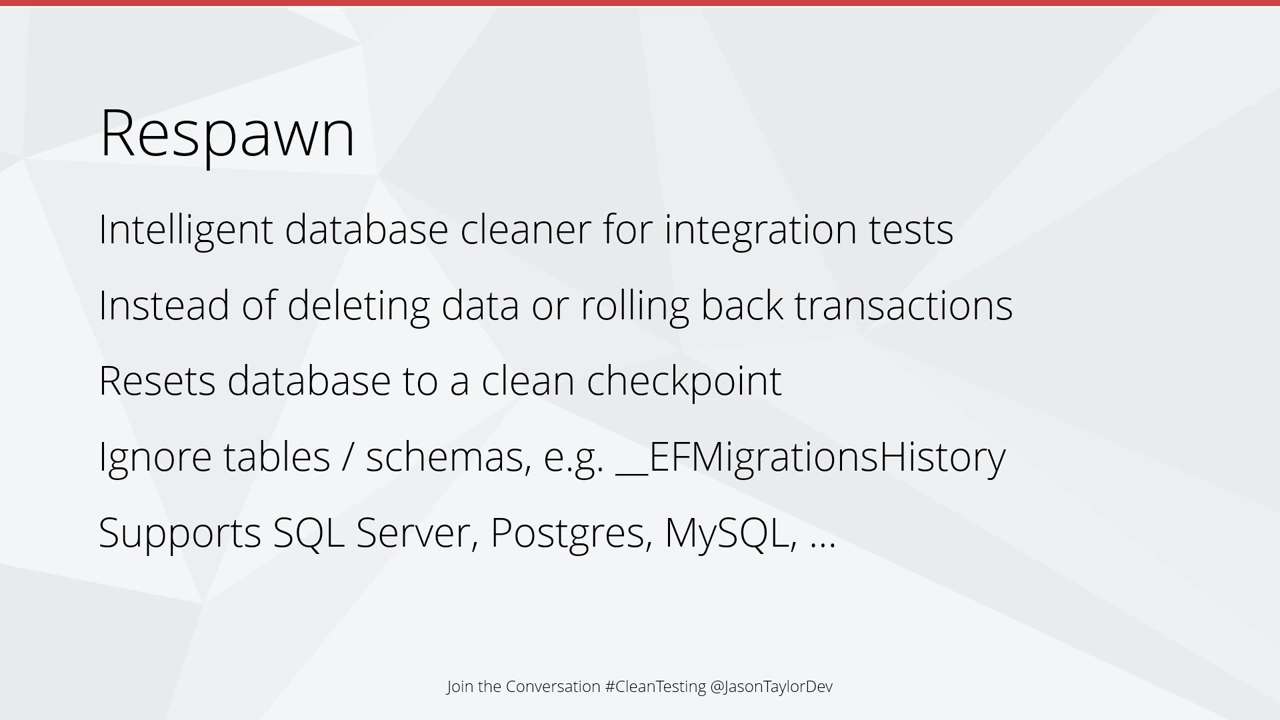 Respawn
Intelligent database cleaner for integration tests
Instead of deleting data or rolling back transactions
Resets database to a clean checkpoint
Ignore tables / schemas, e.g. __EFMigrationsHistory
Supports SQL Server, Postgres, MySQL, ...
Join the Conversation #CleanTesting @JasonTaylorDev